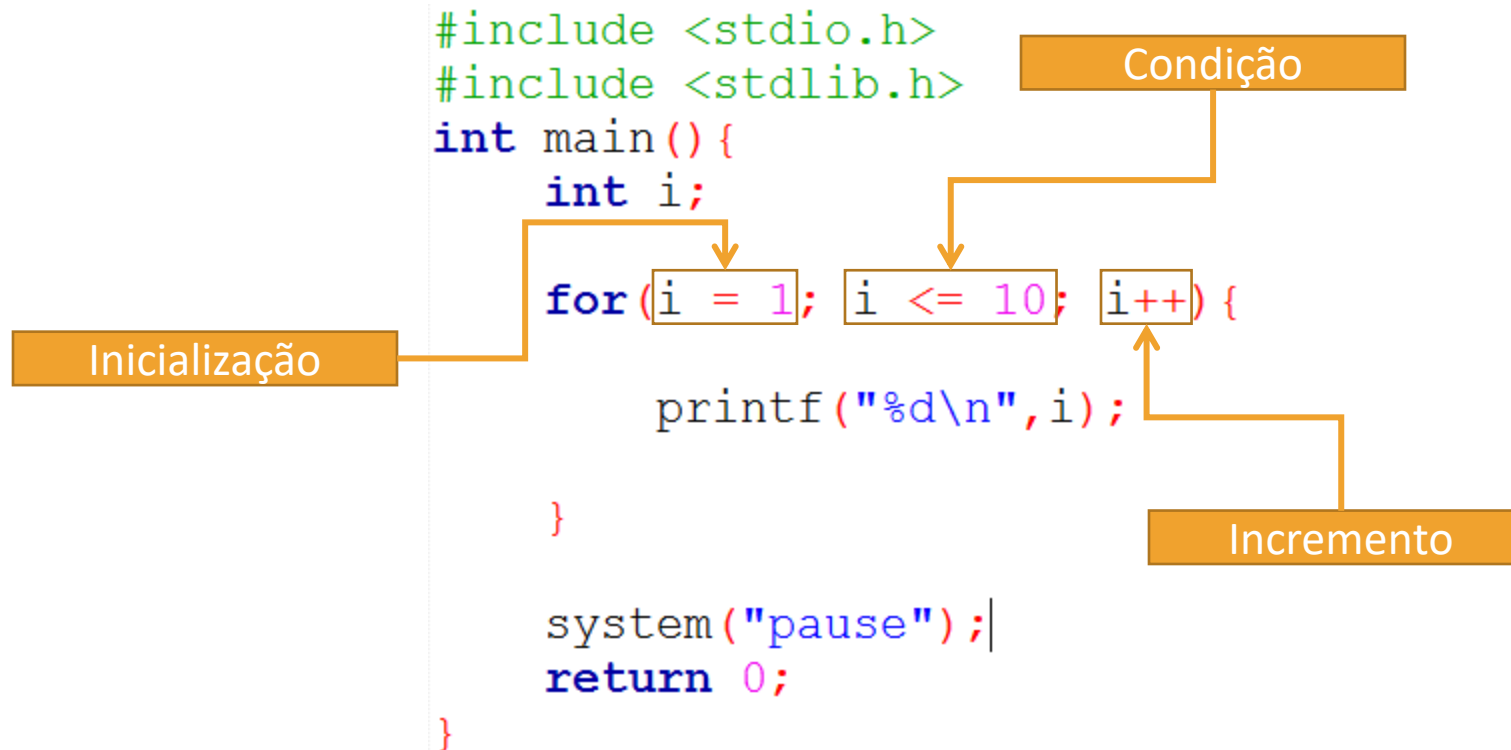 #include <stdio.h>
Condição
#include <stdlib.h>
int main(){
int i;
for(i = 1; i <= 10; i++){
Inicialização
printf("%d\n",i);
}
Incremento
system("pause");
return 0;
}